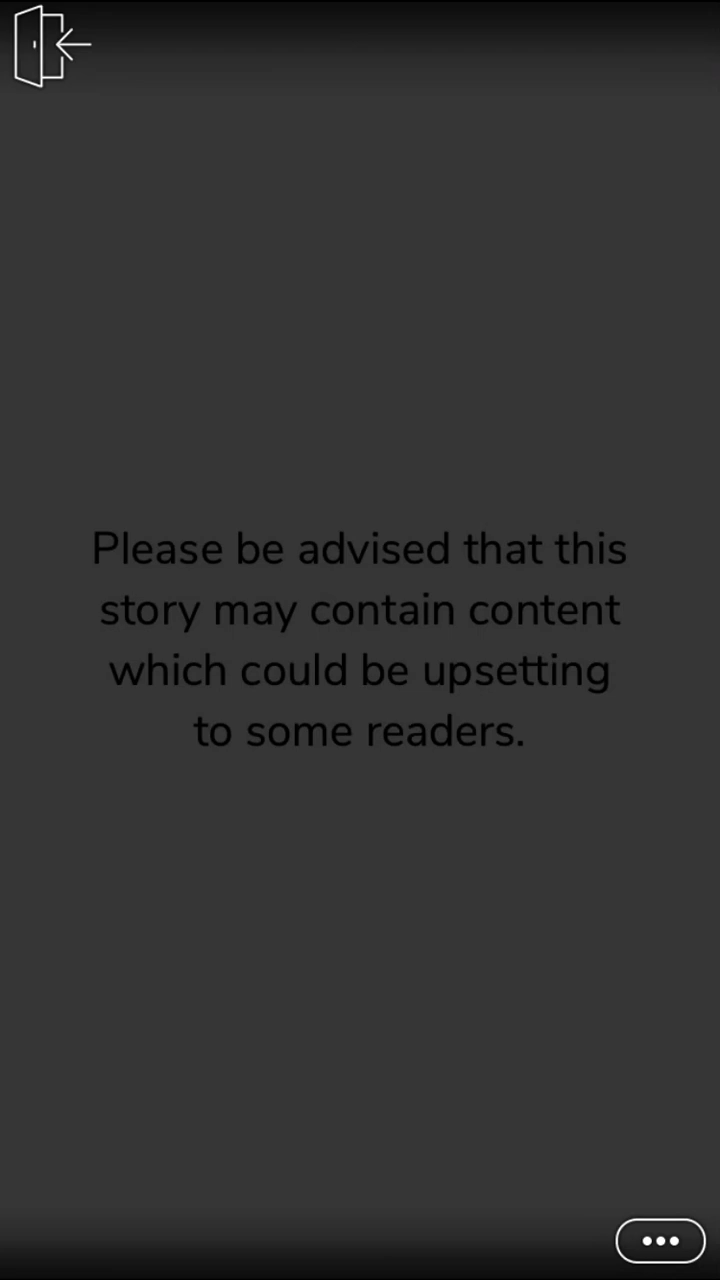 Please be advised that this
story may contain content
which could be upsetting
to some readers.